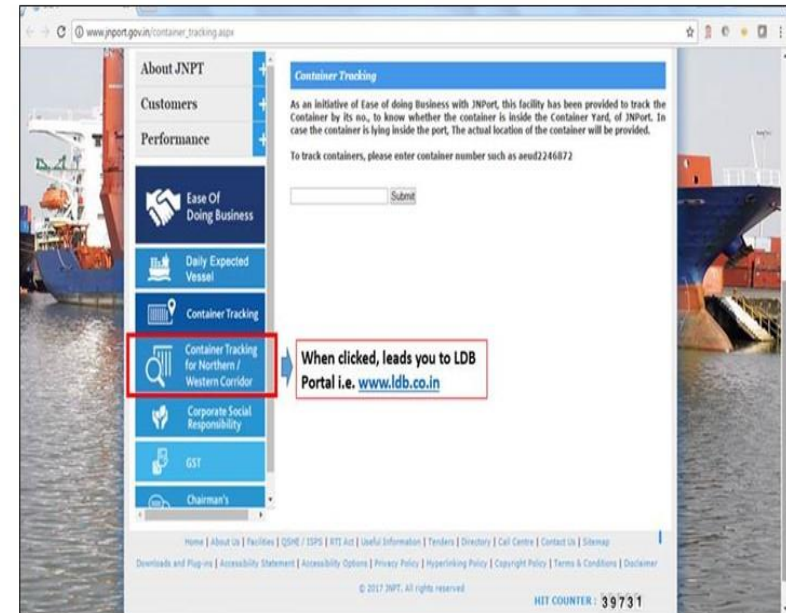 www.jnport.gov.in/container_tracking.aspx
About JNPT
Customers
Performance
Ease Of
Doing Business
Daily Expected
Vessel
Container Tracking
Container Tracking
for Northern /
Western Corridor
Corporate Social
Responsibility
GST
Chairman's
Container Tracking
As an initiative of Ease of doing Business with JNPort, this facility has been provided to track the
Container by its no., to know whether the container is inside the Container Yard, of JNPort. In
case the container is lying inside the port, The actual location of the container will be provided.
To track containers, please enter container number such as aeud2246872
Submit
When clicked, leads you to LDB
Portal i.e. www.ldb.co.in
Home | About Us | Facilities | QSHE / ISPS | RTI Act | Useful Information | Tenders | Directory | Call Centre | Contact Us | Sitemap
Downloads and Plug-ins | Accessibility Statement | Accessibility Options | Privacy Policy | Hyperlinking Policy | Copyright Policy | Terms & Conditions | Disclaimer
© 2017 JNPT. All rights reserved
HIT COUNTER : 39731